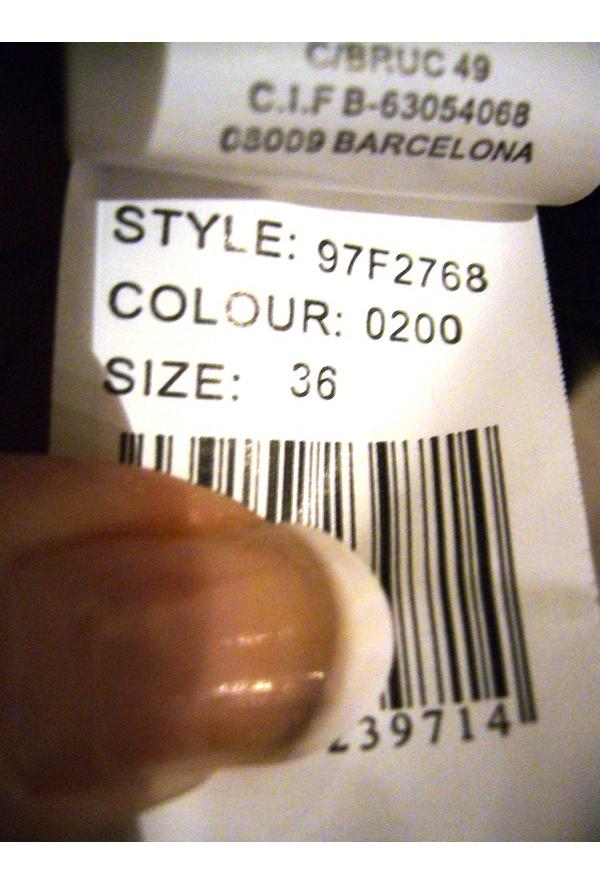 C/BRUC 49
C.I.F B-63054068
08009 BARCELONA
STYLE: 97F2768
COLOUR: 0200
SIZE: 36
239714